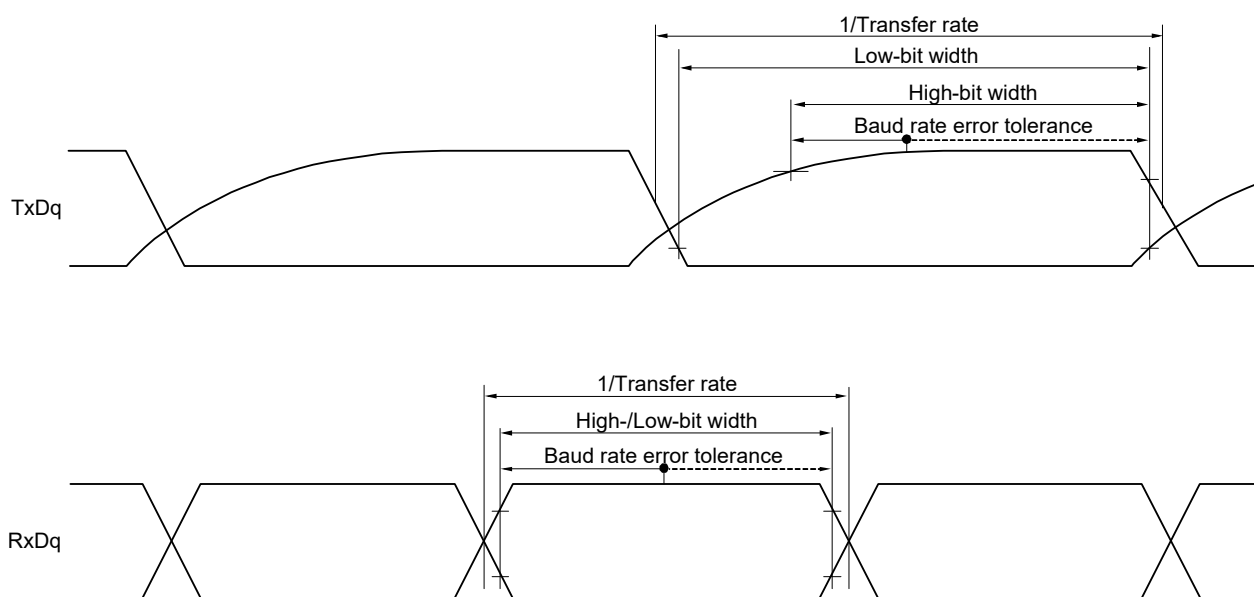 1/Transfer rate
Low-bit width
High-bit width
Baud rate error tolerance
TxDq
1/Transfer rate
High-/Low-bit width
Baud rate error tolerance
RxDq